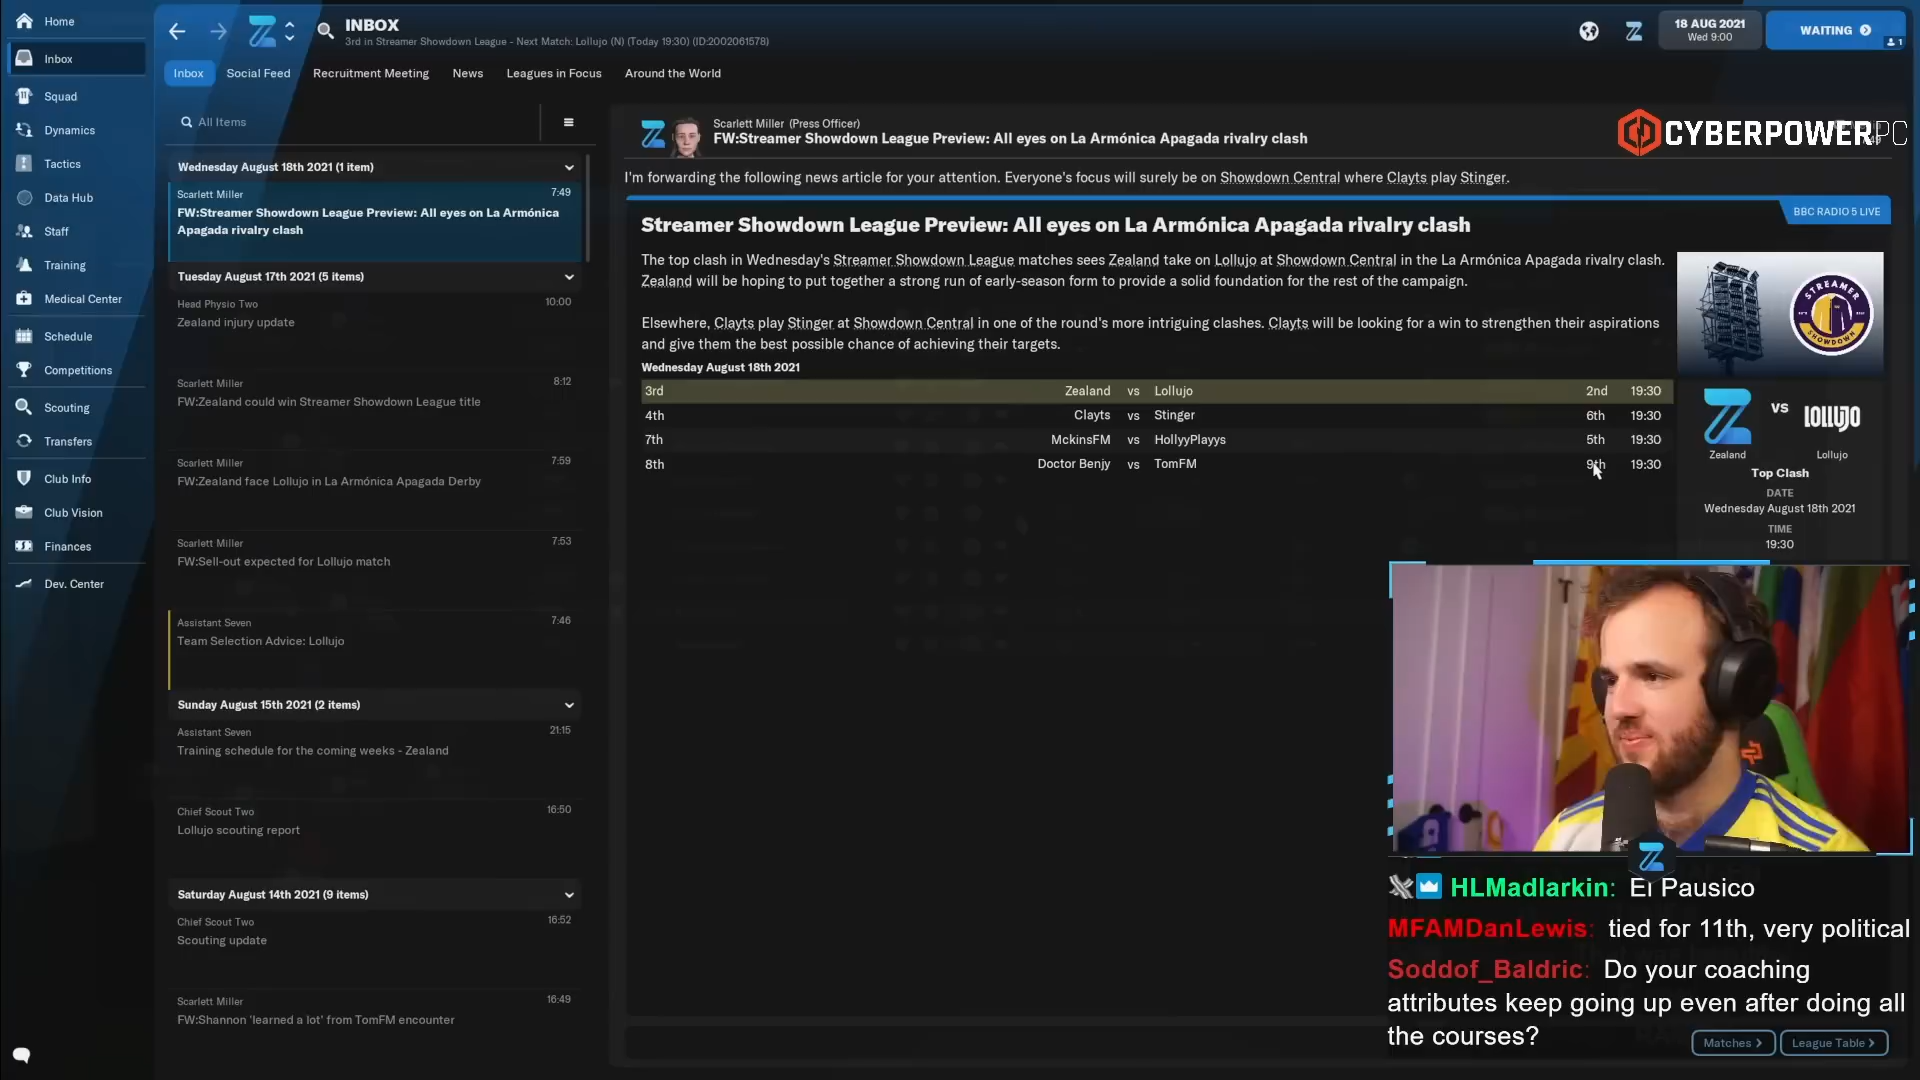 Home
Inbox
Squad
Dynamics
Tactics
Data Hub
Staff
Training
Medical Center
Schedule
Competitions
Scouting
Transfers
Club Info
Club Vision
Finances
Dev. Center
INBOX
3rd in Streamer Showdown League - Next Match: Lollujo (N) (Today 19:30) (ID:2002061578)
18 AUG 2021
Wed 9:00
WAITING
1
Inbox
Social Feed
Recruitment Meeting
News
Leagues in Focus
Around the World
All Items
Wednesday August 18th 2021 (1 item)
Scarlett Miller 7:49
FW:Streamer Showdown League Preview: All eyes on La Armónica
Apagada rivalry clash
Tuesday August 17th 2021 (5 items)
Head Physio Two 10:00
Zealand injury update
Scarlett Miller 8:12
FW:Zealand could win Streamer Showdown League title
Scarlett Miller 7:59
FW:Zealand face Lollujo in La Armónica Apagada Derby
Scarlett Miller 7:53
FW:Sell-out expected for Lollujo match
Assistant Seven 7:46
Team Selection Advice: Lollujo
Sunday August 15th 2021 (2 items)
Assistant Seven 21:15
Training schedule for the coming weeks - Zealand
Chief Scout Two 16:50
Lollujo scouting report
Saturday August 14th 2021 (9 items)
Chief Scout Two 16:52
Scouting update
Scarlett Miller 16:49
FW:Shannon 'learned a lot' from TomFM encounter
Scarlett Miller (Press Officer)
FW:Streamer Showdown League Preview: All eyes on La Armónica Apagada rivalry clash
CYBERPOWERPC
I'm forwarding the following news article for your attention. Everyone's focus will surely be on Showdown Central where Clayts play Stinger.
BBC RADIO 5 LIVE
Streamer Showdown League Preview: All eyes on La Armónica Apagada rivalry clash
The top clash in Wednesday's Streamer Showdown League matches sees Zealand take on Lollujo at Showdown Central in the La Armónica Apagada rivalry clash.
Zealand will be hoping to put together a strong run of early-season form to provide a solid foundation for the rest of the campaign.
Elsewhere, Clayts play Stinger at Showdown Central in one of the round's more intriguing clashes. Clayts will be looking for a win to strengthen their aspirations
and give them the best possible chance of achieving their targets.
Wednesday August 18th 2021
3rd Zealand vs Lollujo 2nd 19:30
4th Clayts vs Stinger 6th 19:30
7th MckinsFM vs HollyyPlayys 5th 19:30
8th Doctor Benjy vs TomFM 9th 19:30
STREAMER
SHOWDOWN
VS
LOLLUJO
Zealand
Lollujo
Top Clash
DATE
Wednesday August 18th 2021
TIME
19:30
HLMadlarkin: El Pausico
MFAMDanLewis: tied for 11th, very political
Soddof_Baldric: Do your coaching
attributes keep going up even after doing all
the courses?
Matches
League Table